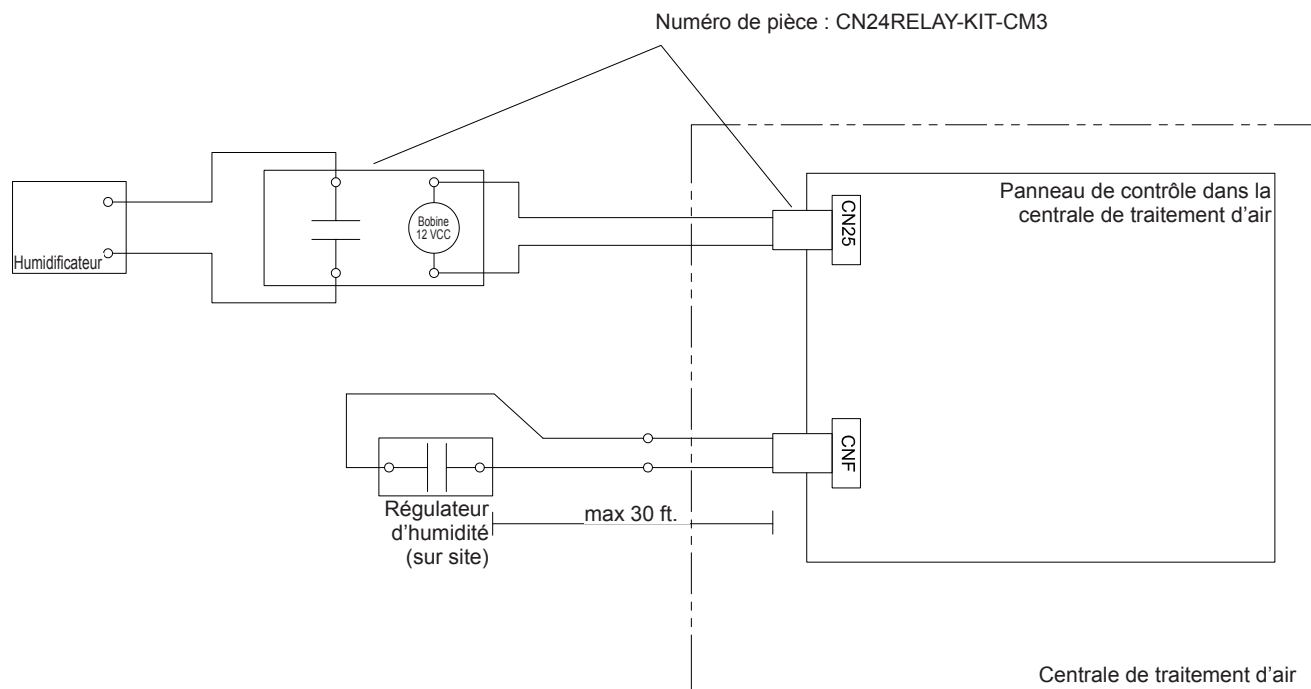 Numéro de pièce : CN24RELAY-KIT-CM3
Humidificateur
Bobine
12 VCC
CN25
Panneau de contrôle dans la
centrale de traitement d'air
CNF
Régulateur
d'humidité
(sur site)
max 30 ft.
Centrale de traitement d'air